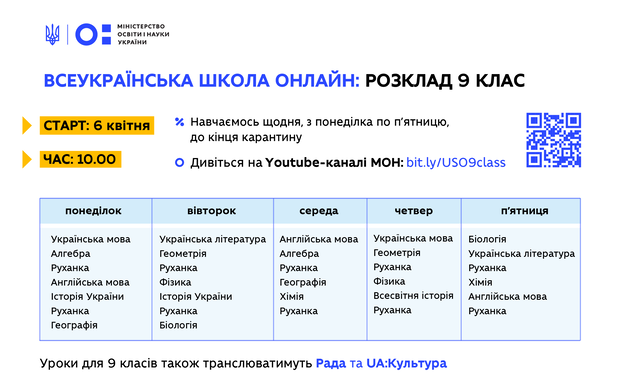 МІНІСТЕРСТВО
ОСВІТИ І НАУКИ
УКРАЇНИ
ВСЕУКРАЇНСЬКА ШКОЛА ОНЛАЙН: РОЗКЛАД 9 КЛАС
СТАРТ: 6 квітня
ЧАС: 10.00
Навчаємось щодня, з понеділка по п'ятницю,
до кінця карантину
Дивіться на Youtube-каналі МОН: bit.ly/USO9class
понеділок
Українська мова
Алгебра
Руханка
Англійська мова
Історія України
Руханка
Географія
вівторок
Українська література
Геометрія
Руханка
Фізика
Історія України
Руханка
Біологія
середа
Англійська мова
Алгебра
Руханка
Географія
Хімія
Руханка
четвер
Українська мова
Геометрія
Руханка
Фізика
Всесвітня історія
Руханка
п'ятниця
Біологія
Українська література
Руханка
Хімія
Англійська мова
Руханка
Уроки для 9 класів також транслюватимуть Рада та UA:Культура